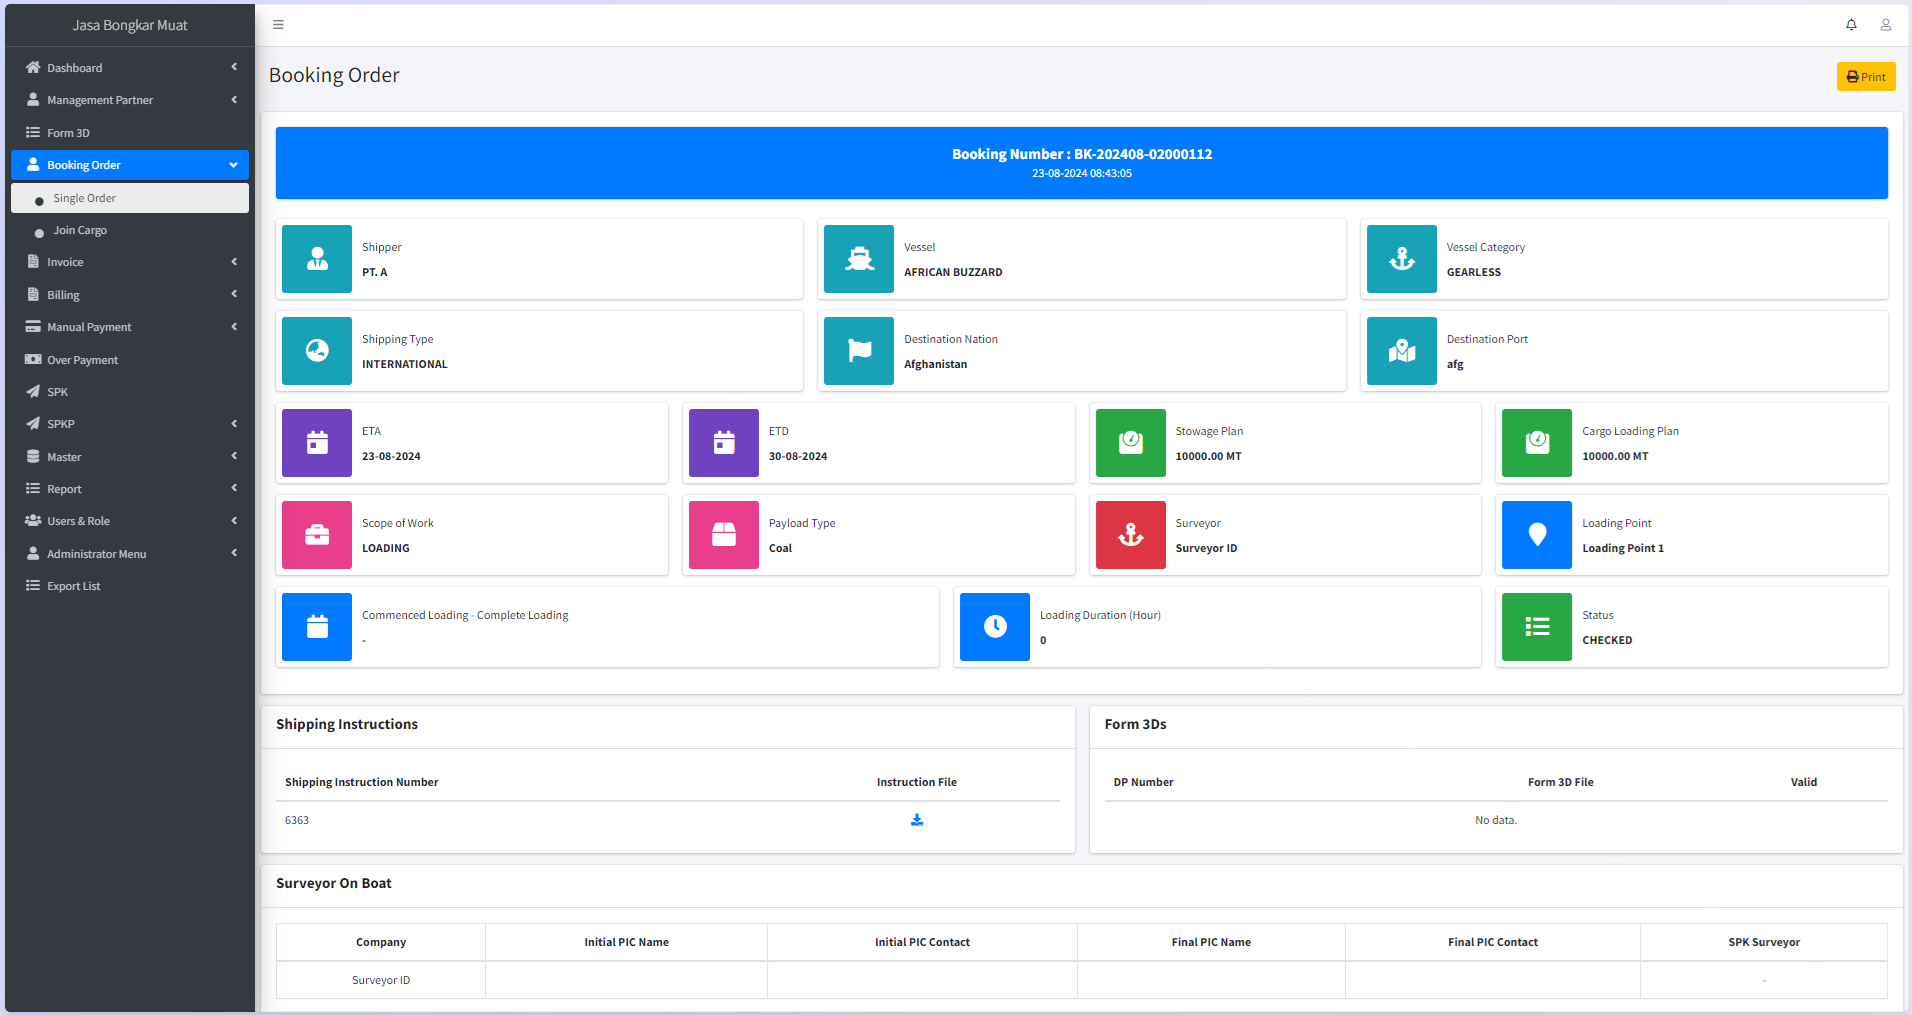 Jasa Bongkar Muat
Dashboard
Management Partner
Form 3D
Booking Order
Single Order
Join Cargo
Invoice
Billing
Manual Payment
Over Payment
SPK
SPKP
Master
Report
Users & Role
Administrator Menu
Export List
Booking Order
Print
Booking Number : BK-202408-02000112
23-08-2024 08:43:05
Shipper
PT. A
Vessel
AFRICAN BUZZARD
Vessel Category
GEARLESS
Shipping Type
INTERNATIONAL
Destination Nation
Afghanistan
Destination Port
afg
ETA
23-08-2024
ETD
30-08-2024
Stowage Plan
10000.00 MT
Cargo Loading Plan
10000.00 MT
Scope of Work
LOADING
Payload Type
Coal
Surveyor
Surveyor ID
Loading Point
Loading Point 1
Commenced Loading - Complete Loading
-
Loading Duration (Hour)
0
Status
CHECKED
Shipping Instructions
Shipping Instruction Number Instruction File
6363
Form 3Ds
DP Number Form 3D File Valid
No data.
Surveyor On Boat
Company Initial PIC Name Initial PIC Contact Final PIC Name Final PIC Contact SPK Surveyor
Surveyor ID -